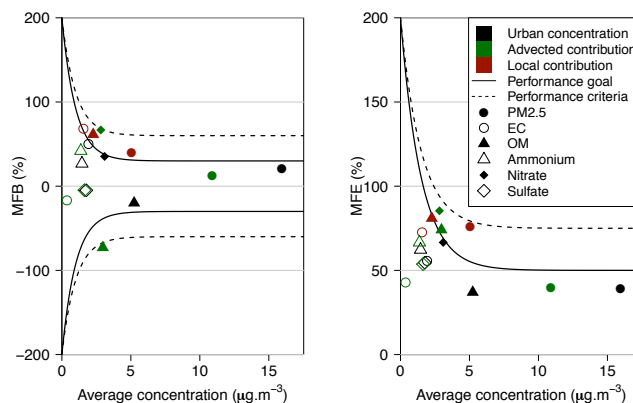 200
100
0
−100
−200
MFB (%)
0 5 10 15
Average concentration (μg.m⁻³)
200
150
100
50
0
MFE (%)
0 5 10 15
Average concentration (μg.m⁻³)
Urban concentration
Advected contribution
Local contribution
Performance goal
Performance criteria
PM2.5
EC
OM
Ammonium
Nitrate
Sulfate